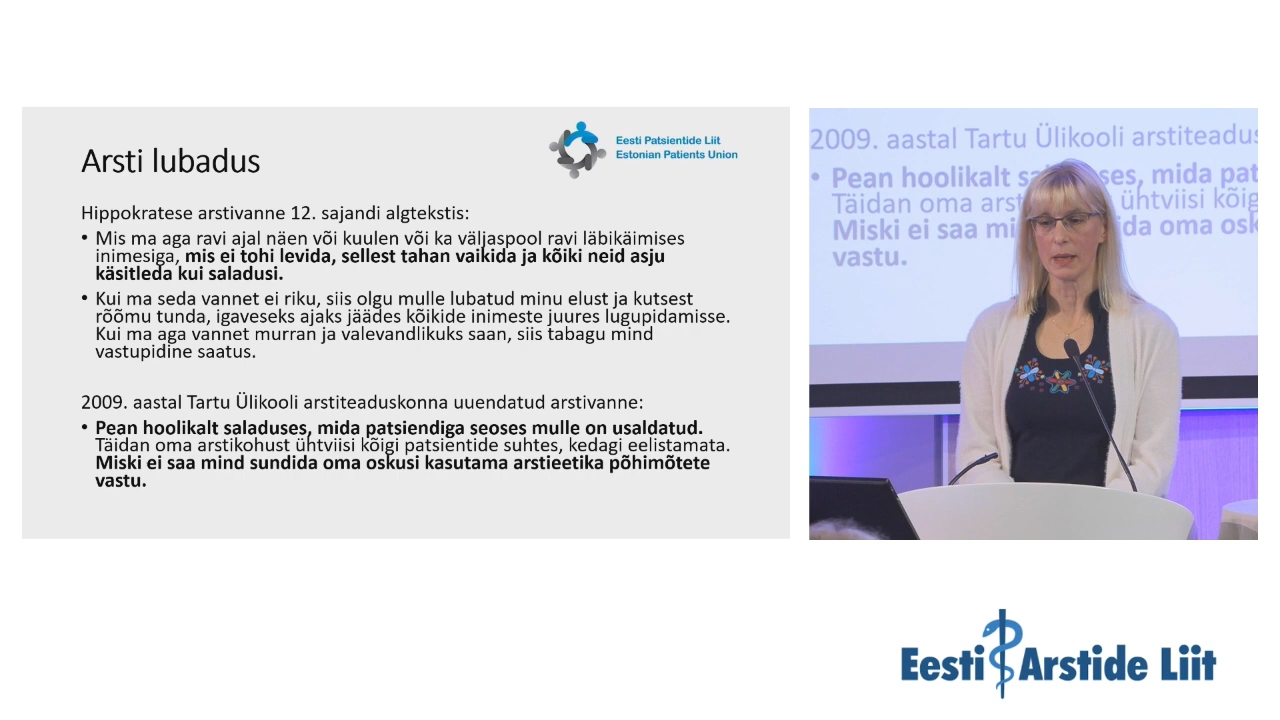 Arsti lubadus
Eesti Patsientide Liit
Estonian Patients Union
Hippokratese arstivanne 12. sajandi algtekstis:
• Mis ma aga ravi ajal näen või kuulen või ka väljaspool ravi läbikäimises
inimesiga, mis ei tohi levida, sellest tahan vaikida ja kõiki neid asju
käsitleda kui saladusi.
• Kui ma seda vannet ei riku, siis olgu mulle lubatud minu elust ja kutsest
rõõmu tunda, igaveseks ajaks jäädes kõikide inimeste juures lugupidamisse.
Kui ma aga vannet murran ja valevandlikuks saan, siis tabagu mind
vastupidine saatus.
2009. aastal Tartu Ülikooli arstiteaduskonna uuendatud arstivanne:
• Pean hoolikalt saladuses, mida patsiendiga seoses mulle on usaldatud.
Täidan oma arstikohust ühtviisi kõigi patsientide suhtes, kedagi eelistamata.
Miski ei saa mind sundida oma oskusi kasutama arstieetika põhimõtete
vastu.
2009. aastal Tartu Ülikooli arstiteadus
• Pean hoolikalt sa uses, mida pat
Täidan oma arst ühtviisi kõig
Miski ei saa mi ida oma osk
vastu.
Eesti Arstide Liit